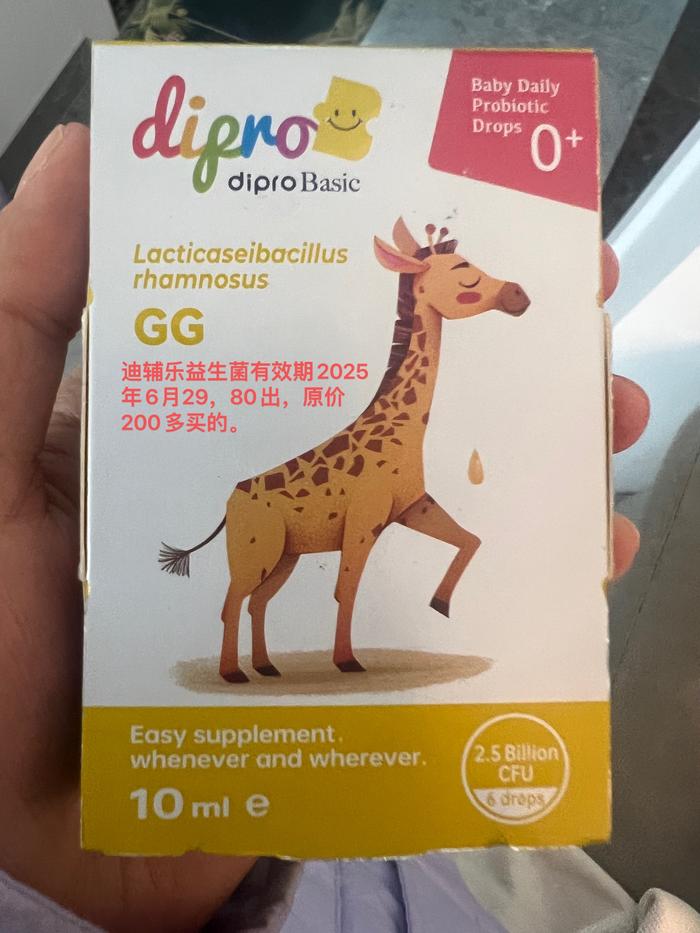 dipro
dipro Basic
Baby Daily
Probiotic
Drops 0+
Lacticaseibacillus
rhamnosus
GG
迪辅乐益生菌有效期2025
年6月29，80出，原价
200多买的。
Easy supplement.
whenever and wherever.
10 ml e
2.5 Billion
CFU
6 drops